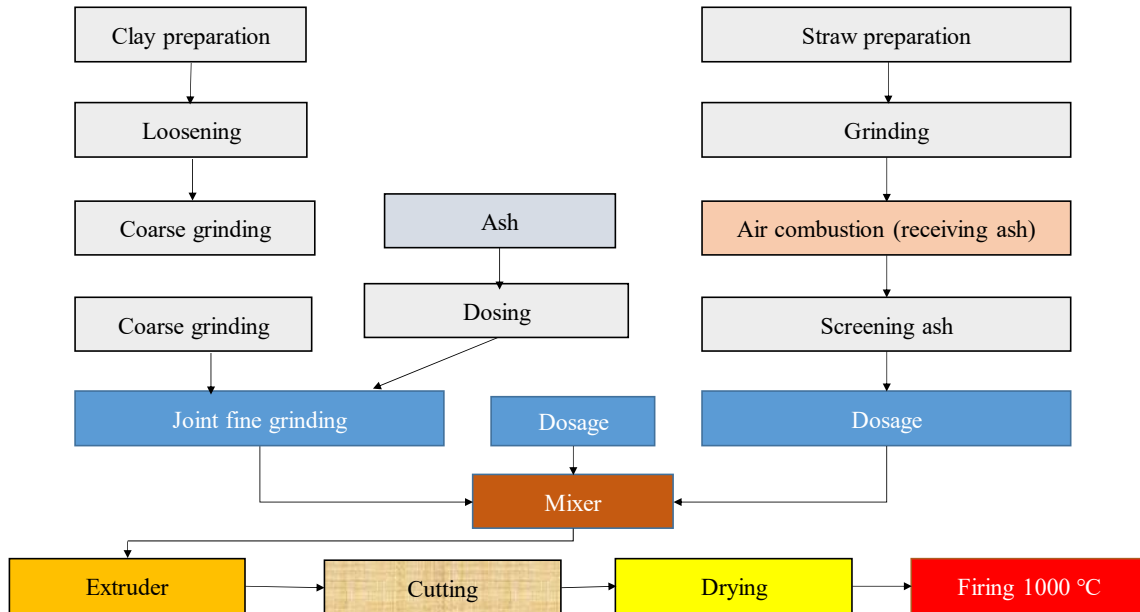 Clay preparation
Straw preparation
Loosening
Grinding
Coarse grinding
Ash
Air combustion (receiving ash)
Coarse grinding
Dosing
Screening ash
Joint fine grinding
Dosage
Dosage
Mixer
Extruder
Cutting
Drying
Firing 1000 °C